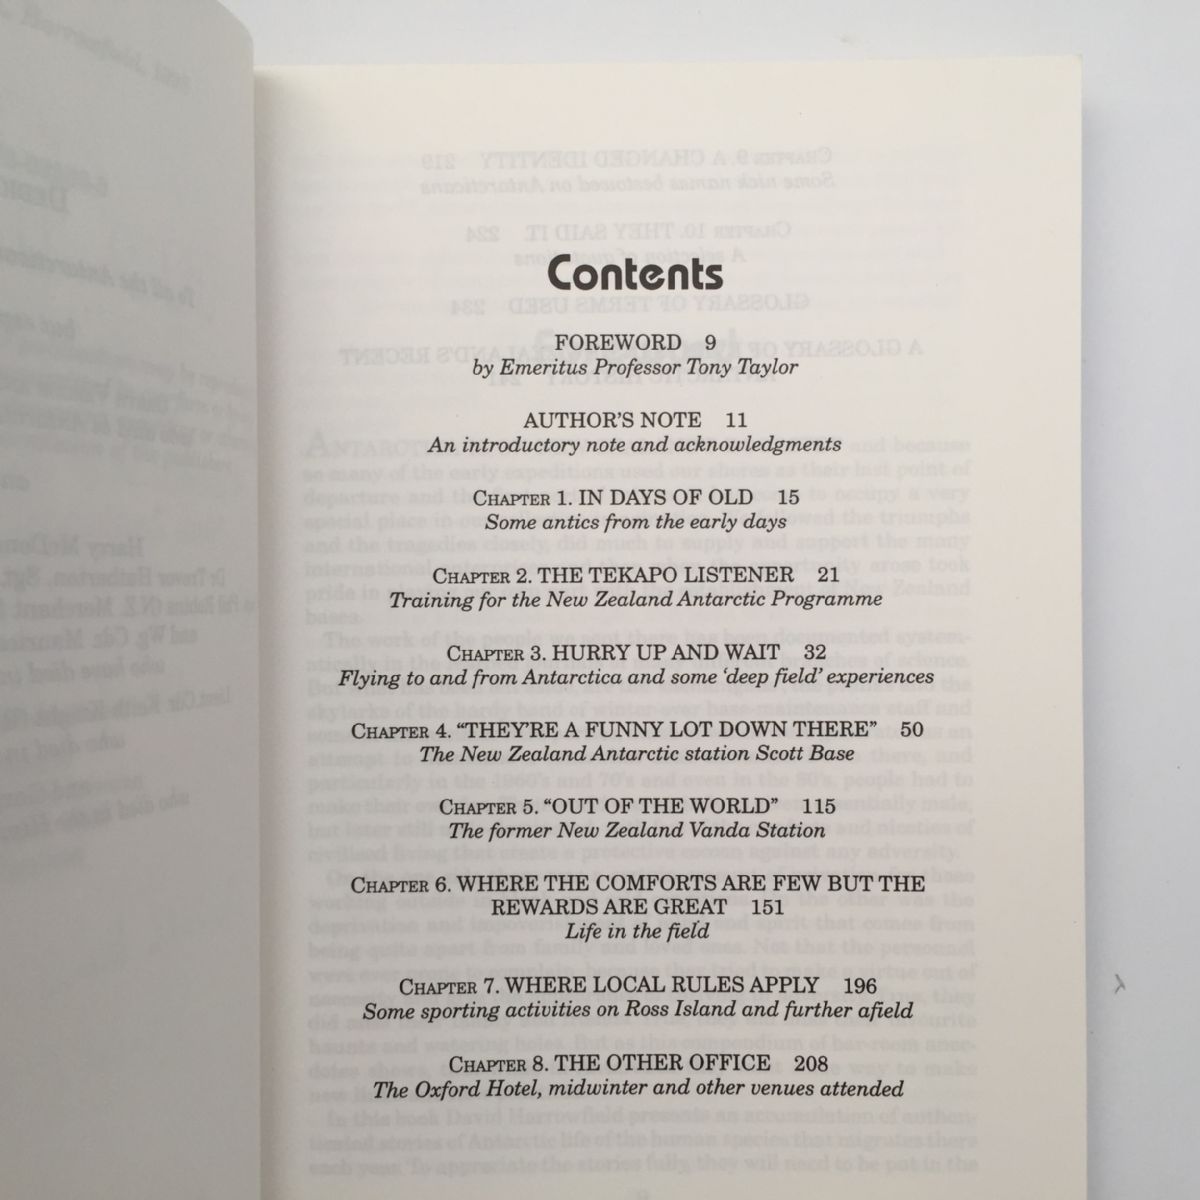 Contents
FOREWORD 9
by Emeritus Professor Tony Taylor
AUTHOR'S NOTE 11
An introductory note and acknowledgments
CHAPTER 1. IN DAYS OF OLD 15
Some antics from the early days
CHAPTER 2. THE TEKAPO LISTENER 21
Training for the New Zealand Antarctic Programme
CHAPTER 3. HURRY UP AND WAIT 32
Flying to and from Antarctica and some 'deep field' experiences
CHAPTER 4. "THEY'RE A FUNNY LOT DOWN THERE" 50
The New Zealand Antarctic station Scott Base
CHAPTER 5. "OUT OF THE WORLD" 115
The former New Zealand Vanda Station
CHAPTER 6. WHERE THE COMFORTS ARE FEW BUT THE
REWARDS ARE GREAT 151
Life in the field
CHAPTER 7. WHERE LOCAL RULES APPLY 196
Some sporting activities on Ross Island and further afield
CHAPTER 8. THE OTHER OFFICE 208
The Oxford Hotel, midwinter and other venues attended